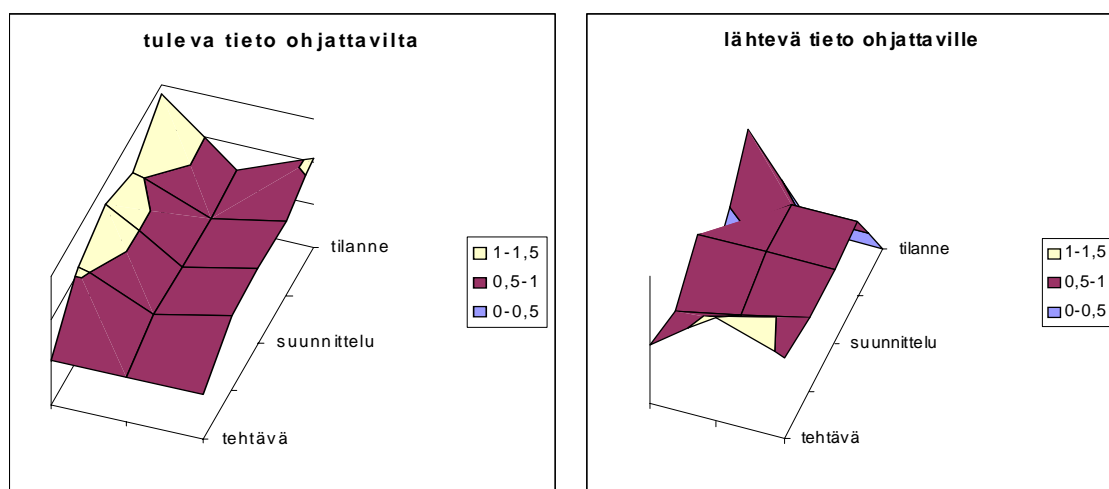 tuleva tieto ohjattavilta
tilanne
suunnittelu
tehtävä
1-1,5
0,5-1
0-0,5
lähtevä tieto ohjattaville
tilanne
suunnittelu
tehtävä
1-1,5
0,5-1
0-0,5